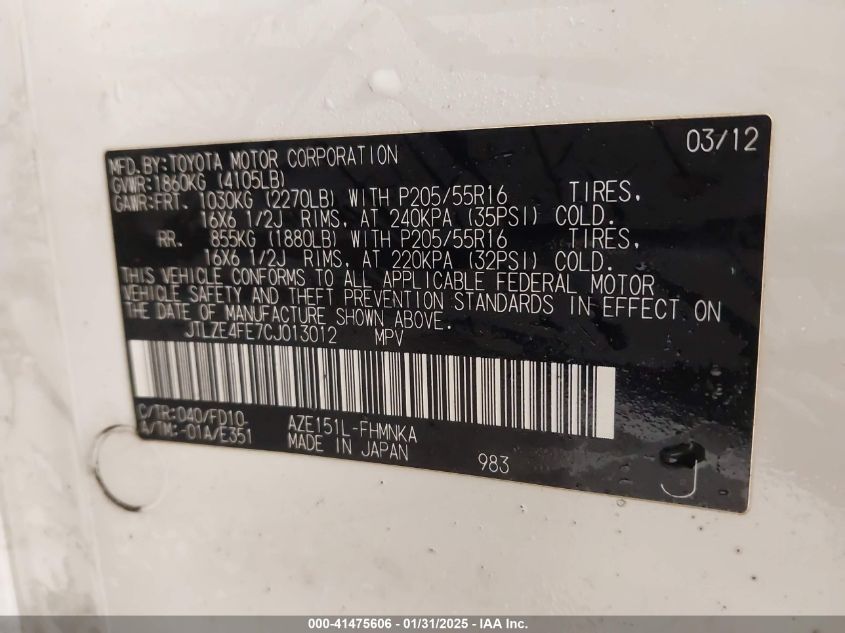 03/12
MFD.BY:TOYOTA MOTOR CORPORATION
GVWR:1860KG (4105LB)
GAWR:FRT. 1030KG (2270LB) WITH P205/55R16 TIRES,
16X6 1/2J RIMS, AT 240KPA (35PSI) COLD.
RR. 855KG (1880LB) WITH P205/55R16 TIRES,
16X6 1/2J RIMS, AT 220KPA (32PSI) COLD.
THIS VEHICLE CONFORMS TO ALL APPLICABLE FEDERAL MOTOR
VEHICLE SAFETY AND THEFT PREVENTION STANDARDS IN EFFECT ON
THE DATE OF MANUFACTURE SHOWN ABOVE.
JTLZE4FE7CJ013012 MPV
C/TR:040/FD10
A/TM:-01A/E351
AZE151L-FHMNKA
MADE IN JAPAN
983
J
000-41475606 - 01/31/2025 - IAA Inc.